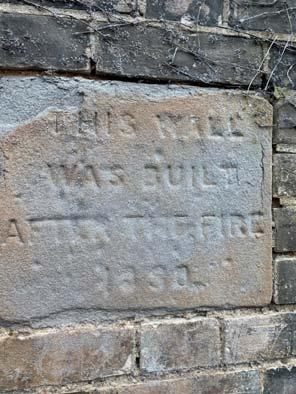 THIS WALL
WAS BUILT
AFTER THE FIRE
1860.